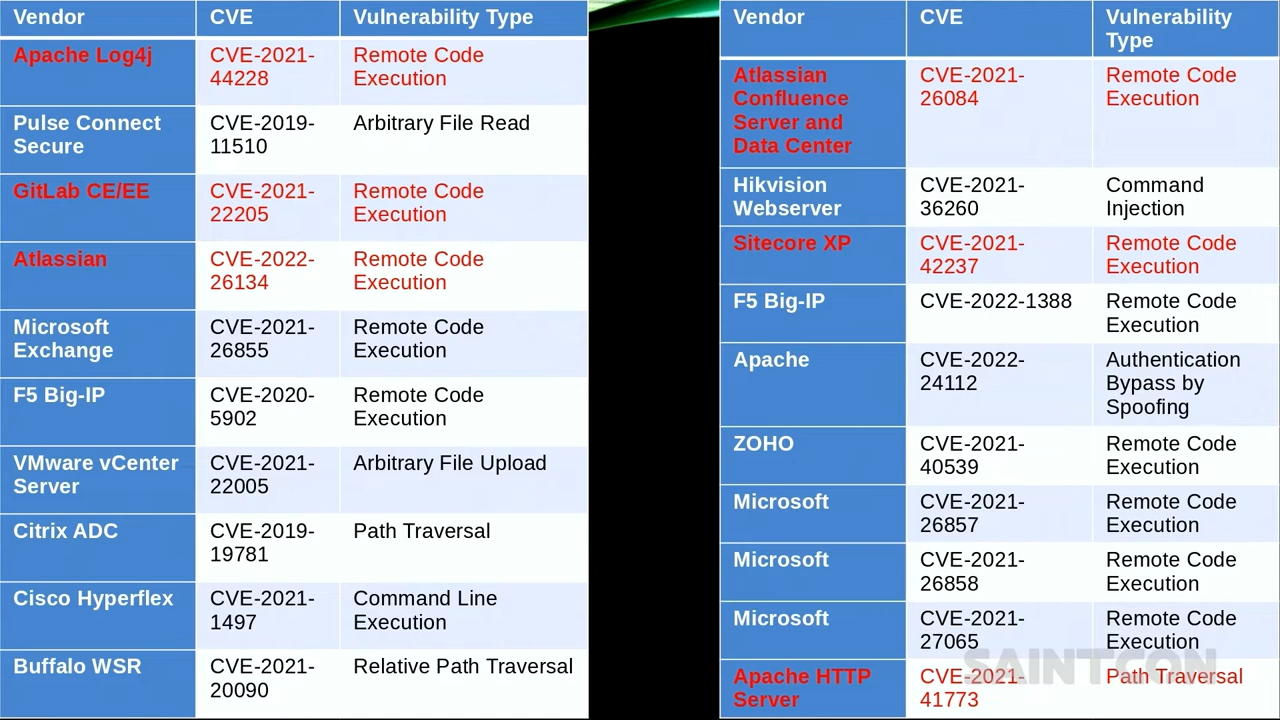 Vendor CVE Vulnerability Type
Apache Log4j CVE-2021- Remote Code
44228 Execution
Pulse Connect CVE-2019- Arbitrary File Read
Secure 11510
GitLab CE/EE CVE-2021- Remote Code
22205 Execution
Atlassian CVE-2022- Remote Code
26134 Execution
Microsoft CVE-2021- Remote Code
Exchange 26855 Execution
F5 Big-IP CVE-2020- Remote Code
5902 Execution
VMware vCenter CVE-2021- Arbitrary File Upload
Server 22005
Citrix ADC CVE-2019- Path Traversal
19781
Cisco Hyperflex CVE-2021- Command Line
1497 Execution
Buffalo WSR CVE-2021- Relative Path Traversal
20090
Vendor CVE Vulnerability
Type
Atlassian CVE-2021- Remote Code
Confluence 26084 Execution
Server and
Data Center
Hikvision CVE-2021- Command
Webserver 36260 Injection
Sitecore XP CVE-2021- Remote Code
42237 Execution
F5 Big-IP CVE-2022-1388 Remote Code
Execution
Apache CVE-2022- Authentication
24112 Bypass by
Spoofing
ZOHO CVE-2021- Remote Code
40539 Execution
Microsoft CVE-2021- Remote Code
26857 Execution
Microsoft CVE-2021- Remote Code
26858 Execution
Microsoft CVE-2021- Remote Code
27065 Execution
Apache HTTP CVE-2021- Path Traversal
Server 41773
SAINTCON